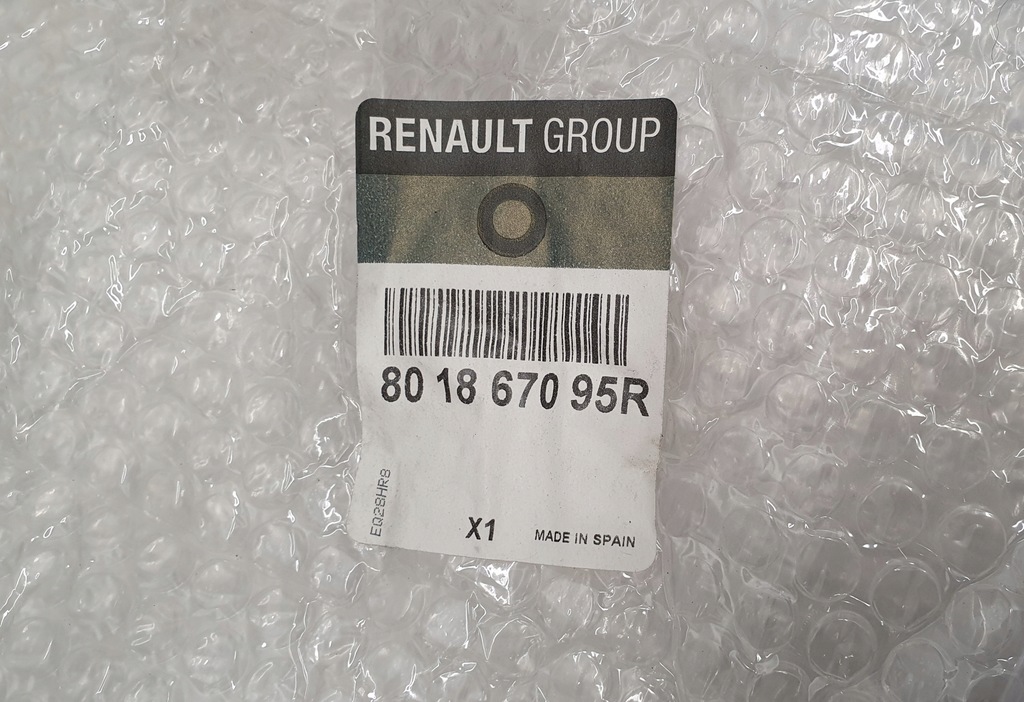 RENAULT GROUP
80 18 670 95R
EQ28HR8
X1
MADE IN SPAIN